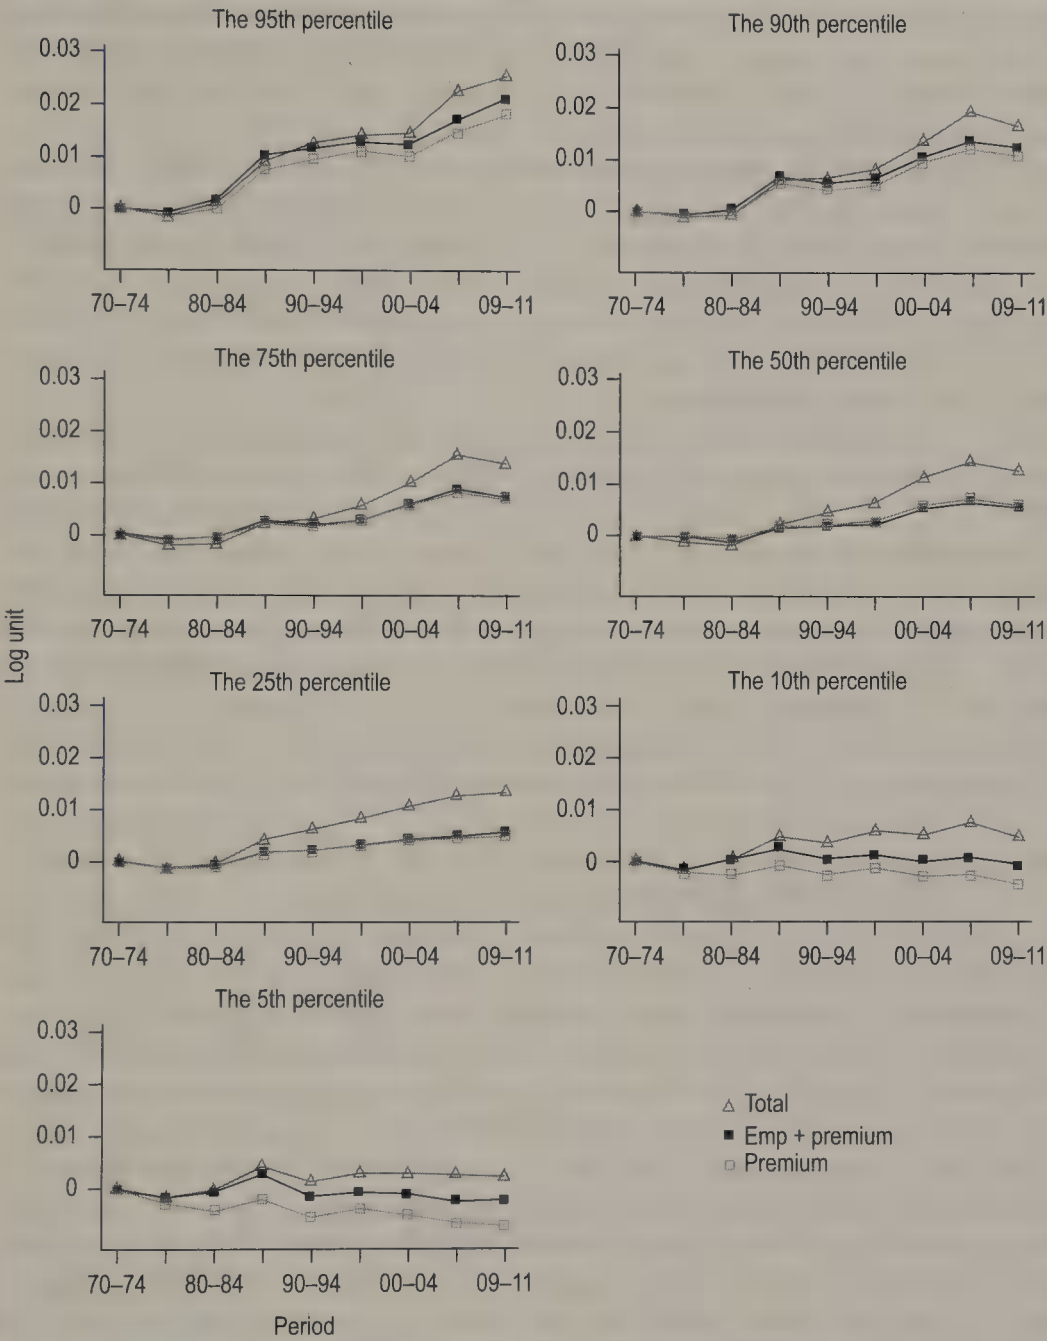 The 95th percentile
0.03
0.02
0.01
0
70–74 80–84 90–94 00–04 09–11
The 90th percentile
0.03
0.02
0.01
0
70–74 80–84 90–94 00–04 09–11
The 75th percentile
0.03
0.02
0.01
0
70–74 80–84 90–94 00–04 09–11
The 50th percentile
0.03
0.02
0.01
0
70–74 80–84 90–94 00–04 09–11
Log unit
The 25th percentile
0.03
0.02
0.01
0
70–74 80–84 90–94 00–04 09–11
The 10th percentile
0.03
0.02
0.01
0
70–74 80–84 90–94 00–04 09–11
The 5th percentile
0.03
0.02
0.01
0
70–74 80–84 90–94 00–04 09–11
Period
Total
Emp + premium
Premium